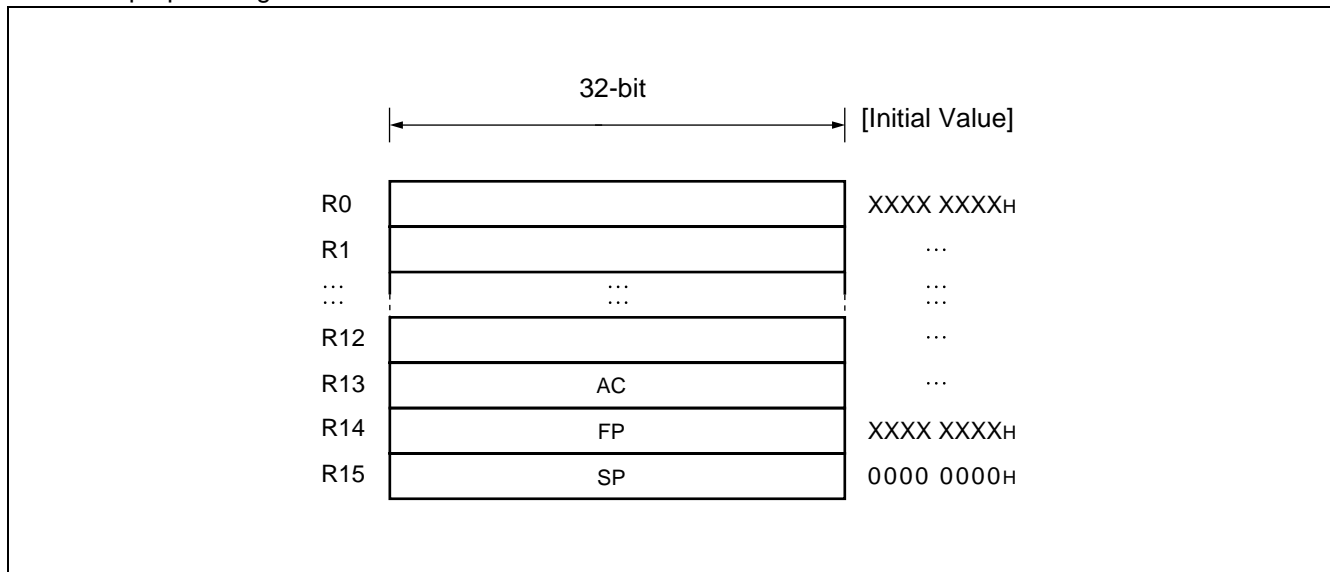 32-bit
[Initial Value]
R0 XXXX XXXXH
R1 ...
... ... ...
... ... ...
R12 ...
R13 AC ...
R14 FP XXXX XXXXH
R15 SP 0000 0000H